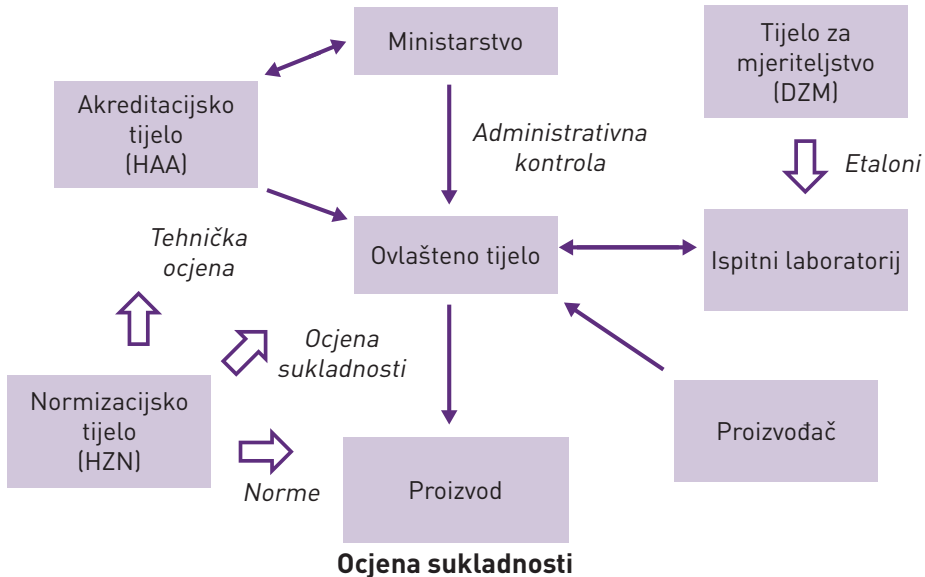 Ministarstvo
Tijelo za
mjeriteljstvo
(DZM)
Akreditacijsko
tijelo
(HAA)
Administrativna
kontrola
Etaloni
Tehnička
ocjena
Ovlašteno tijelo
Ispitni laboratorij
Ocjena
sukladnosti
Normizacijsko
tijelo
(HZN)
Norme
Proizvod
Proizvođač
Ocjena sukladnosti